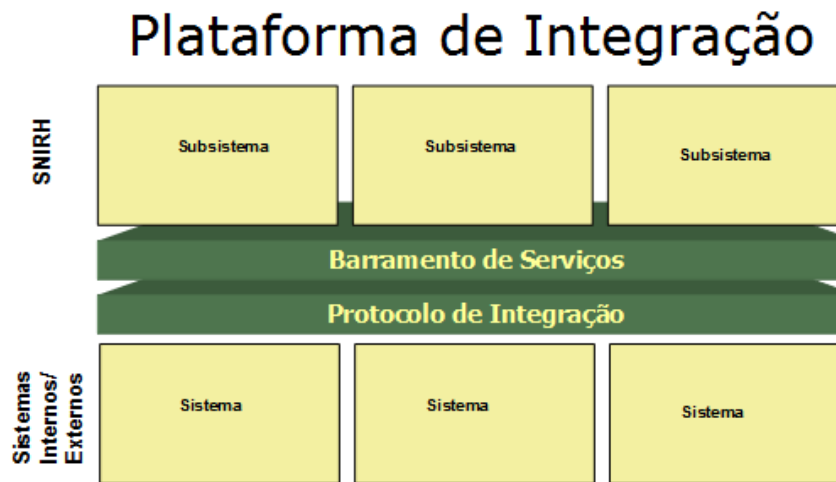 Plataforma de Integração
SNIRH
Subsistema
Subsistema
Subsistema
Barramento de Serviços
Protocolo de Integração
Sistemas
Internos/
Externos
Sistema
Sistema
Sistema